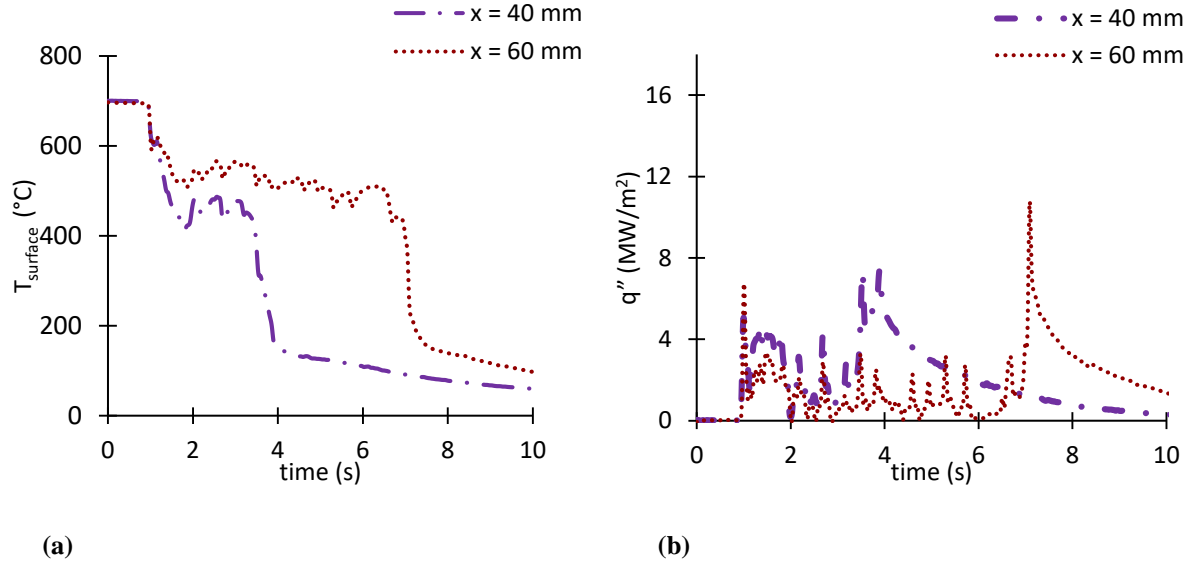 x = 40 mm
x = 60 mm
800
600
400
200
0
T surface (°C)
0 2 4 6 8 10
time (s)
(a)
x = 40 mm
x = 60 mm
16
12
8
4
0
q″ (MW/m²)
0 2 4 6 8 10
time (s)
(b)